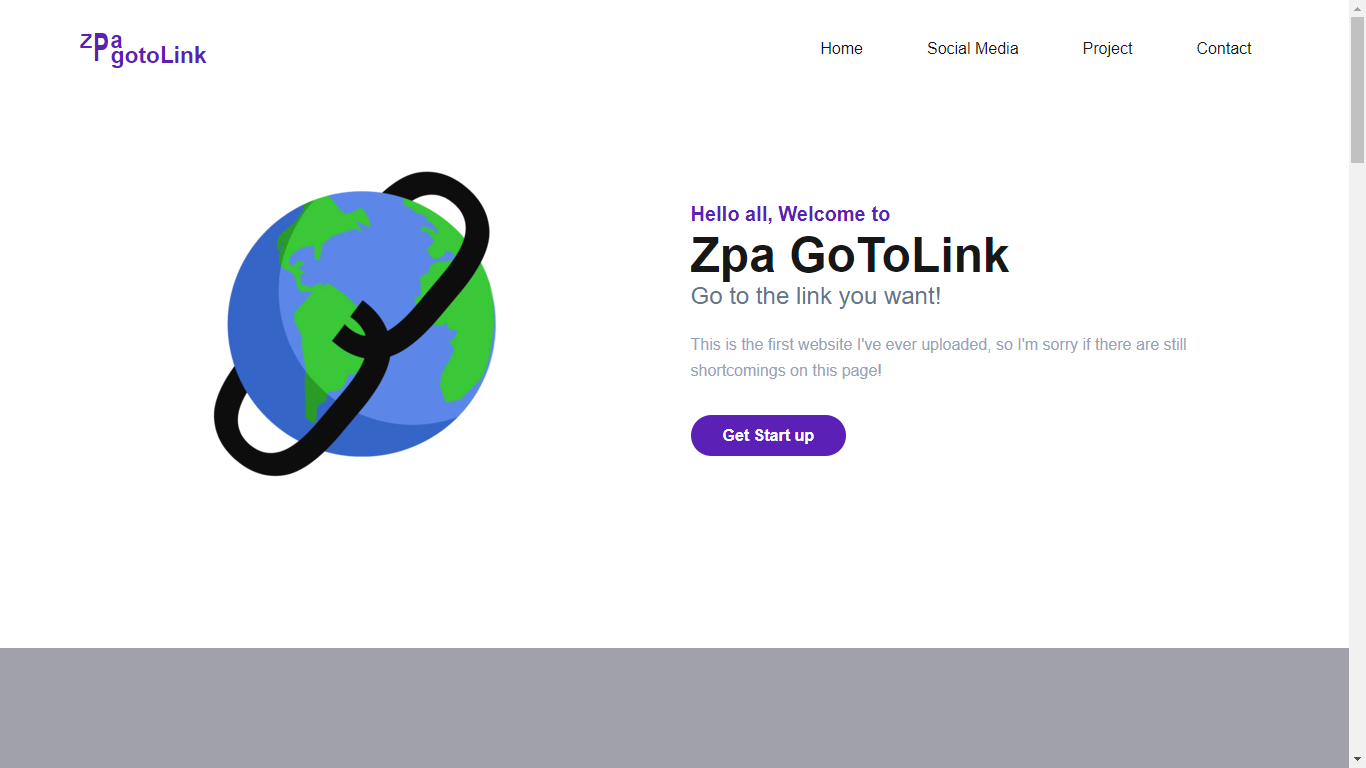 zPa
gotoLink
Home
Social Media
Project
Contact
Hello all, Welcome to
Zpa GoToLink
Go to the link you want!
This is the first website I've ever uploaded, so I'm sorry if there are still
shortcomings on this page!
Get Start up